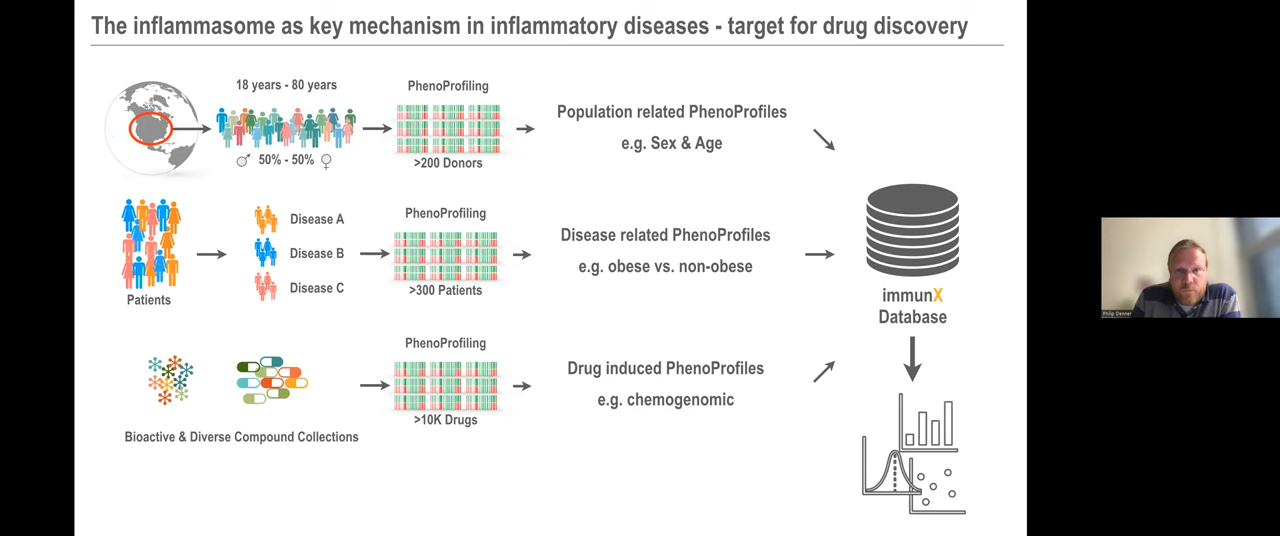 The inflammasome as key mechanism in inflammatory diseases - target for drug discovery
18 years - 80 years
50% - 50%
PhenoProfiling
>200 Donors
Population related PhenoProfiles
e.g. Sex & Age
Patients
Disease A
Disease B
Disease C
PhenoProfiling
>300 Patients
Disease related PhenoProfiles
e.g. obese vs. non-obese
immunX
Database
Bioactive & Diverse Compound Collections
PhenoProfiling
>10K Drugs
Drug induced PhenoProfiles
e.g. chemogenomic
Philip Denner